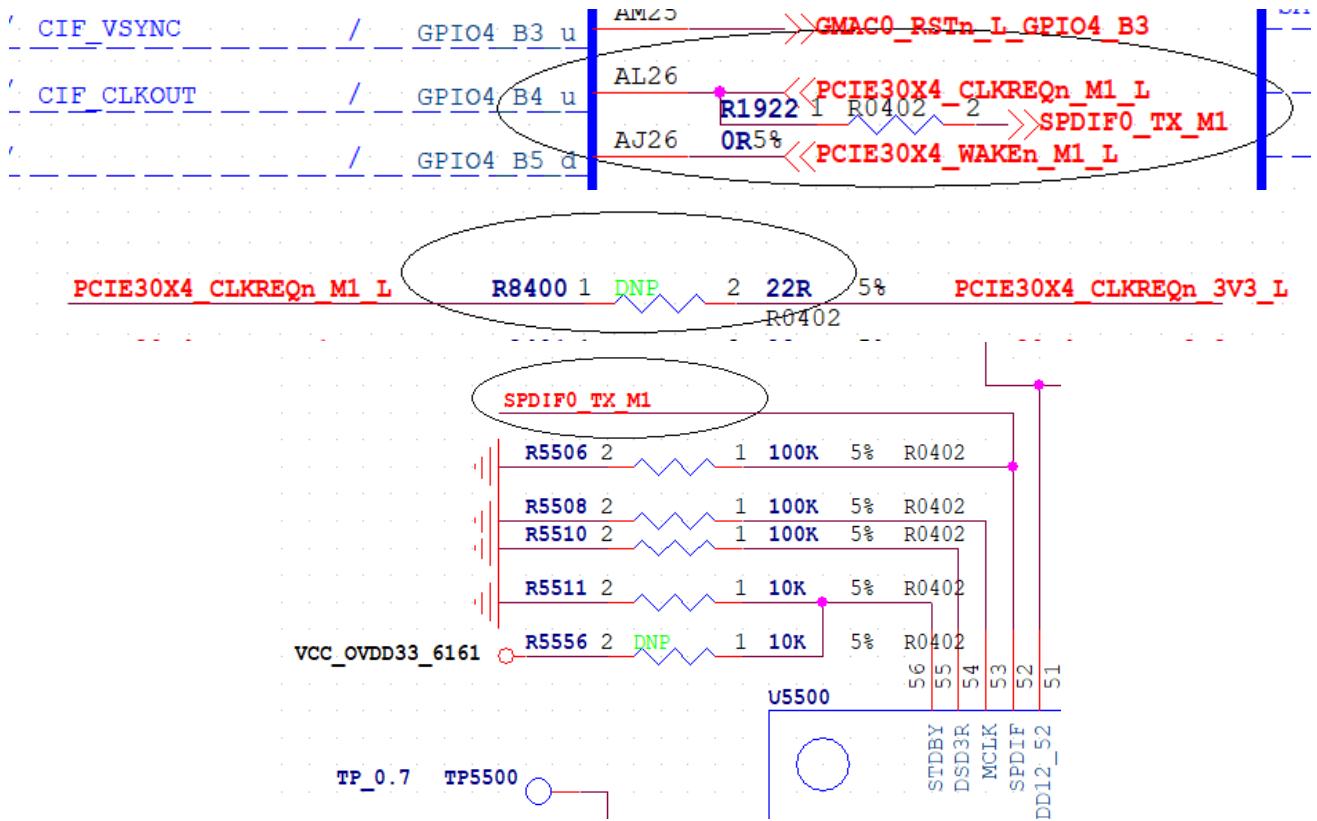 AM25
CIF_VSYNC / GPIO4_B3_u GMAC0_RSTn_L_GPIO4_B3
AL26
CIF_CLKOUT / GPIO4_B4_u PCIE30X4_CLKREQn_M1_L
R1922 1 R0402 2 SPDIF0_TX_M1
AJ26 0R5%
/ GPIO4_B5_d PCIE30X4_WAKEn_M1_L
PCIE30X4_CLKREQn_M1_L R8400 1 DNP 2 22R 5% PCIE30X4_CLKREQn_3V3_L
R0402
SPDIF0_TX_M1
R5506 2 1 100K 5% R0402
R5508 2 1 100K 5% R0402
R5510 2 1 100K 5% R0402
R5511 2 1 10K 5% R0402
VCC_OVDD33_6161 R5556 2 DNP 1 10K 5% R0402
56 55 54 53 52 51
U5500
STDBY
DSD3R
MCLK
SPDIF
DD12_52
TP_0.7 TP5500